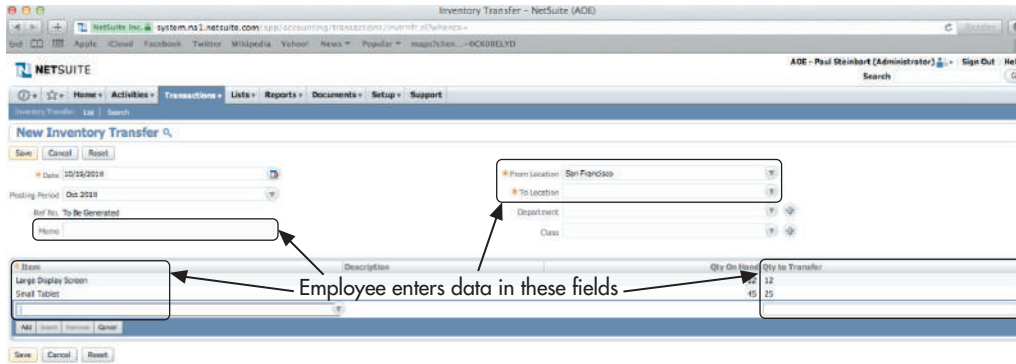 Inventory Transfer – NetSuite (AOE)
NetSuite Inc. system.na1.netsuite.com/app/accounting/transactions/
Apple iCloud Facebook Twitter Wikipedia Yahoo! News Popular
NETSUITE
AOE – Paul Steinbart (Administrator) Sign Out
Search
Home Activities Transactions Lists Reports Documents Setup Support
Inventory Transfer List Search
New Inventory Transfer
Save Cancel Reset
Date
From Location San Francisco
To Location
Posting Period Oct 2010
Ref No. To Be Generated
Department
Memo
Class
Item Description Qty On Hand Qty to Transfer
Large Display Screen 12
Small Tablet 45 25
Employee enters data in these fields
Add Insert Remove Cancel
Save Cancel Reset